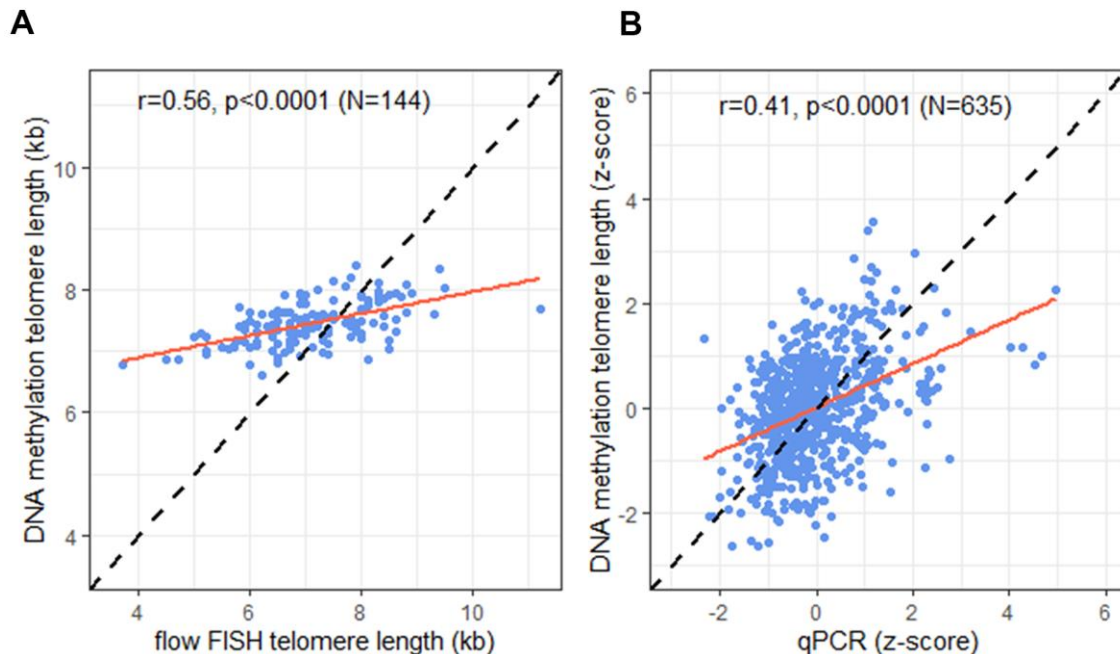 A
r=0.56, p<0.0001 (N=144)
DNA methylation telomere length (kb)
10
8
6
4
4 6 8 10
flow FISH telomere length (kb)
B
r=0.41, p<0.0001 (N=635)
DNA methylation telomere length (z-score)
6
4
2
0
-2
-2 0 2 4 6
qPCR (z-score)